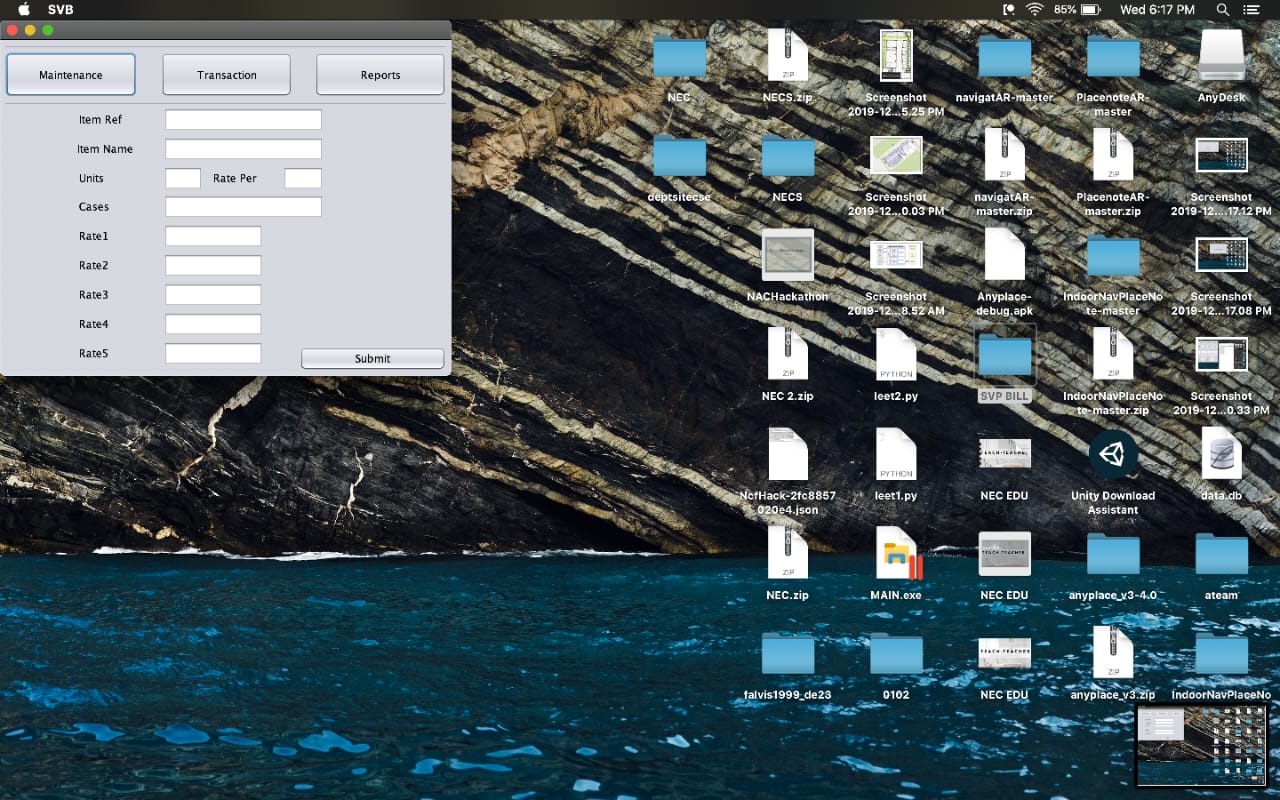 SVB
85%
Wed 6:17 PM
Maintenance
Transaction
Reports
Item Ref
Item Name
Units
Rate Per
Cases
Rate1
Rate2
Rate3
Rate4
Rate5
Submit
NEC
ZIP
NECS.zip
Screenshot
2019-12...5.25 PM
navigatAR-master
PlacenoteAR-
master
AnyDesk
deptsitecse
NECS
Screenshot
2019-12...0.03 PM
ZIP
navigatAR-
master.zip
ZIP
PlacenoteAR-
master.zip
Screenshot
2019-12....17.12 PM
NACHackathon
Screenshot
2019-12...8.52 AM
Anyplace-
debug.apk
IndoorNavPlaceNo
te-master
Screenshot
2019-12....17.08 PM
ZIP
NEC 2.zip
PYTHON
leet2.py
SVP BILL
ZIP
IndoorNavPlaceNo
te-master.zip
Screenshot
2019-12...0.33 PM
NcfHack-2fc8857
020e4.json
PYTHON
leet1.py
NEC EDU
Unity Download
Assistant
data.db
ZIP
NEC.zip
MAIN.exe
TEACH-TEACHER
NEC EDU
anyplace_v3-4.0
ateam
falvis1999_de23
0102
TEACH-TEACHER
NEC EDU
ZIP
anyplace_v3.zip
IndoorNavPlaceNo